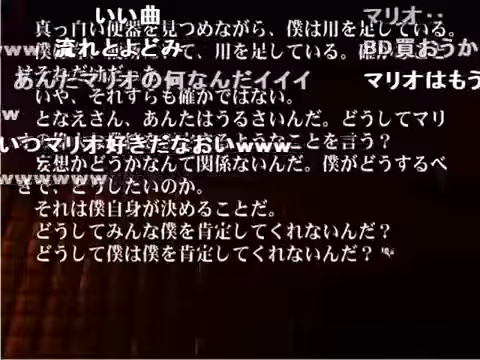 いい曲
マリオ‥
真っ白い便器を見つめながら、僕は用を足している。
www
流れとよどみ
BD買おうか
用を足している。
あんたマリオの何なんだイイイ
マリオはもう
いや、それすらも確かではない。
w
となえさん、あんたはうるさいんだ。どうしてマリ
ようなことを言う？
いつマリオ好きだなおいwww
妄想かどうかなんて関係ないんだ。僕がどうするべ
wwwwwww
きで、どうしたいのか。
それは僕自身が決めることだ。
どうしてみんな僕を肯定してくれないんだ？
どうして僕は僕を肯定してくれないんだ？